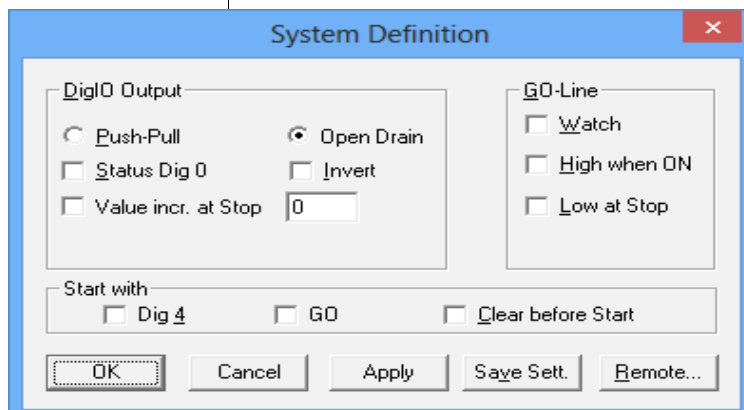 System Definition
DigIO Output
Push-Pull
Open Drain
Status Dig 0
Invert
Value incr. at Stop
0
GO-Line
Watch
High when ON
Low at Stop
Start with
Dig 4
GO
Clear before Start
OK
Cancel
Apply
Save Sett.
Remote...